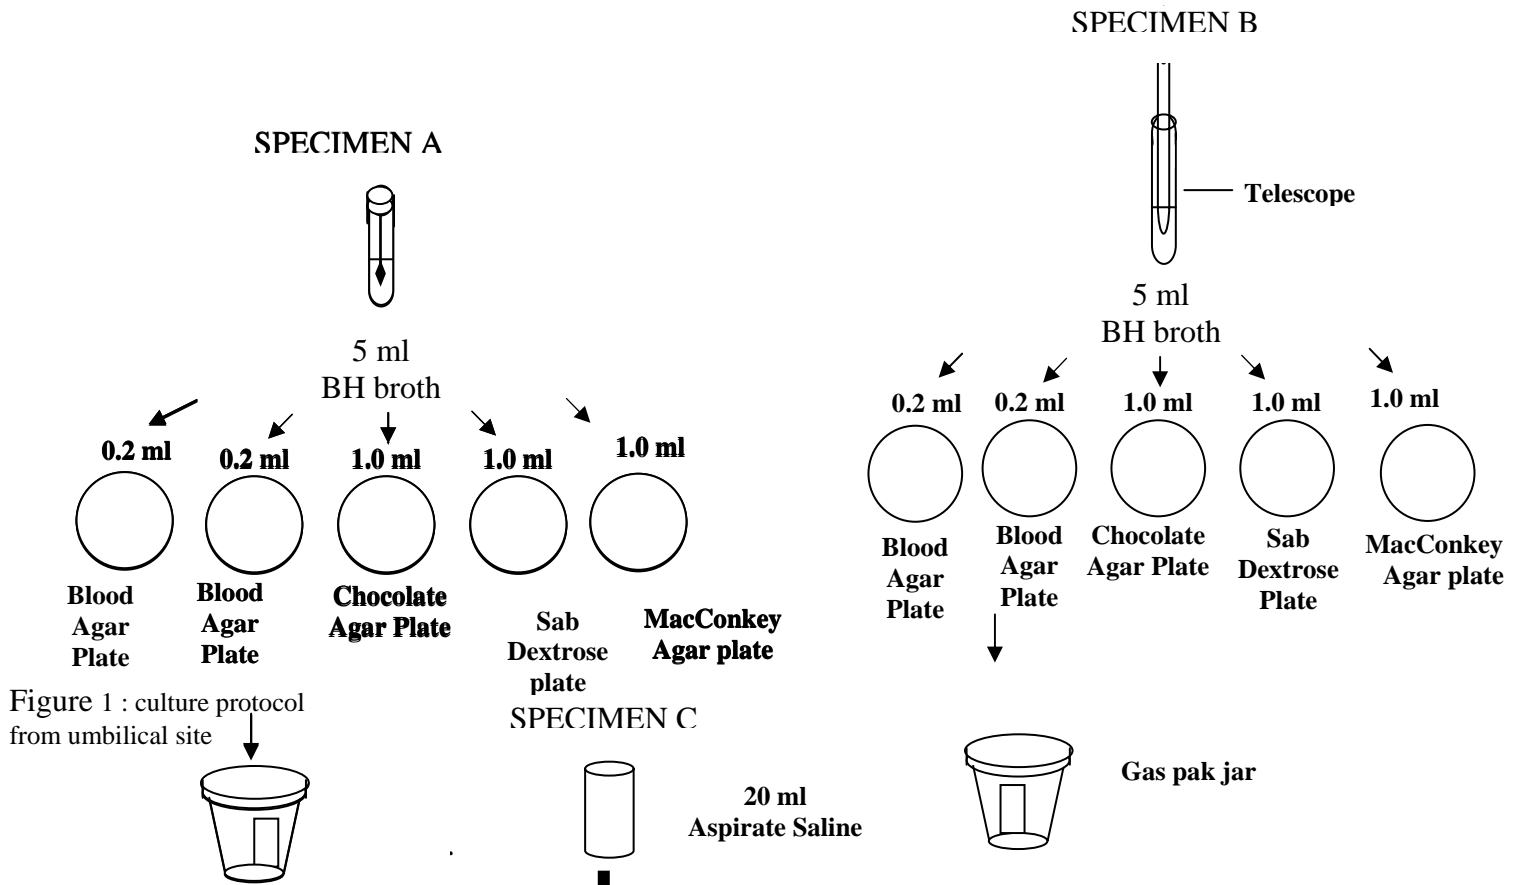 SPECIMEN A
5 ml
BH broth
0.2 ml
0.2 ml
1.0 ml
1.0 ml
1.0 ml
Blood
Agar
Plate
Blood
Agar
Plate
Chocolate
Agar Plate
Sab
Dextrose
plate
MacConkey
Agar plate
Figure 1 : culture protocol
from umbilical site
SPECIMEN B
Telescope
5 ml
BH broth
0.2 ml
0.2 ml
1.0 ml
1.0 ml
1.0 ml
Blood
Agar
Plate
Blood
Agar
Plate
Chocolate
Agar Plate
Sab
Dextrose
Plate
MacConkey
Agar plate
Gas pak jar
SPECIMEN C
20 ml
Aspirate Saline